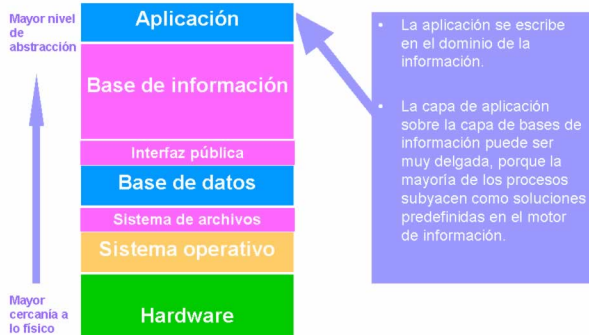 Mayor nivel
de
abstracción
Mayor
cercanía a
lo físico
Aplicación
Base de información
Interfaz pública
Base de datos
Sistema de archivos
Sistema operativo
Hardware
• La aplicación se escribe
en el dominio de la
información.
• La capa de aplicación
sobre la capa de bases de
información puede ser
muy delgada, porque la
mayoría de los procesos
subyacen como soluciones
predefinidas en el motor
de información.